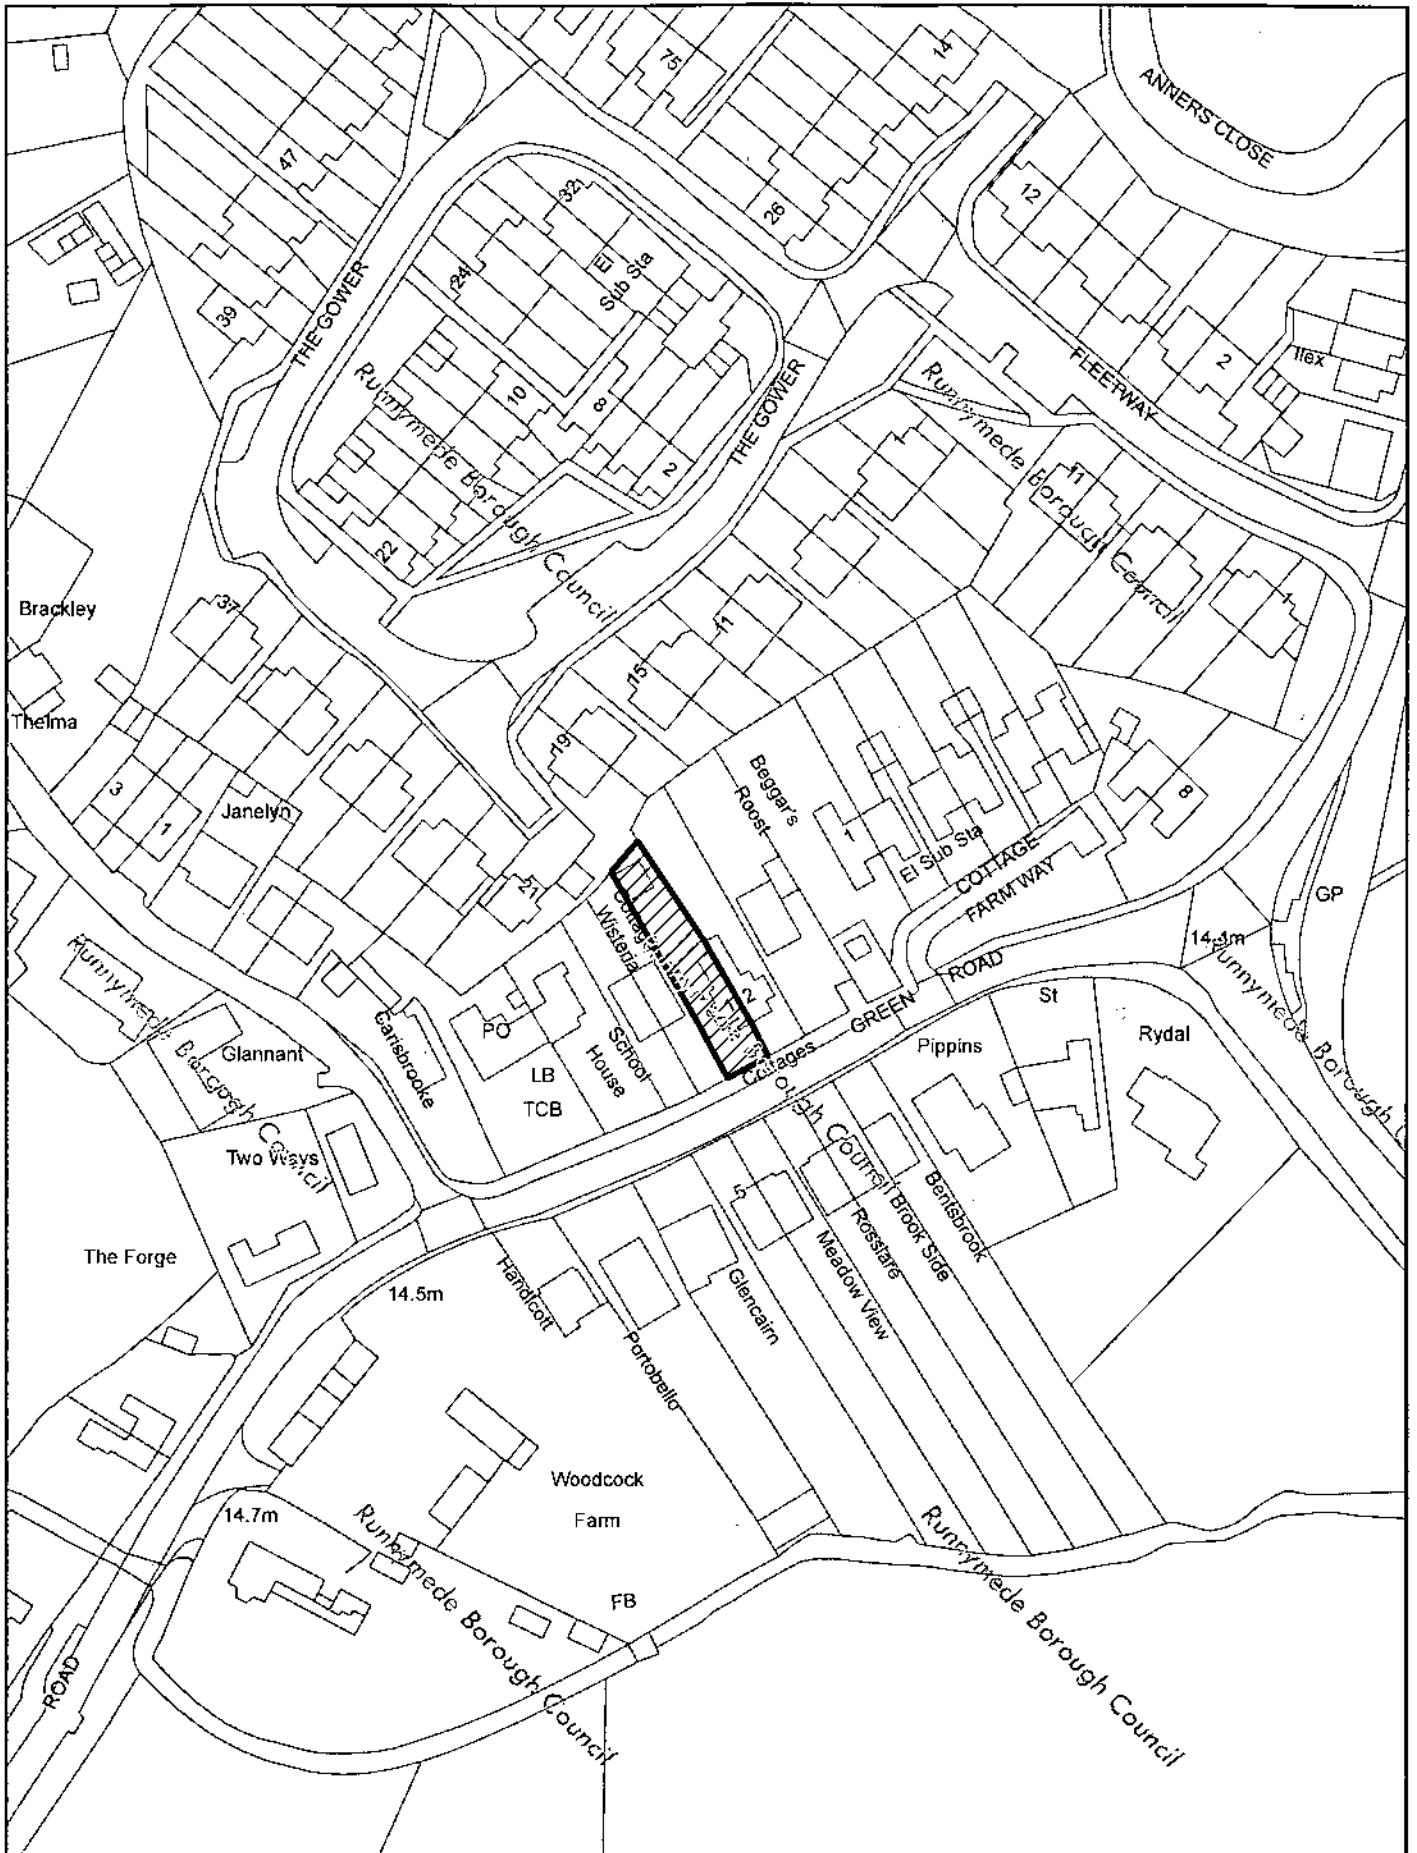 75
14
ANNERS CLOSE
47
32
12
26
24
El
Sub Sta
THE GOWER
39
Runnymede Borough Council
10
8
2
THE GOWER
FLEETWAY
2
Ilex
Runnymede Borough Council
11
22
1
Brackley
37
11
15
Thelma
19
Beggar's
Roost
3
1
Janelyn
1
8
El Sub Sta
COTTAGE
FARM WAY
GP
21
Wisteria
Cottage
14.4m
2
Cottages
GREEN
ROAD
Runnymede Borough Council
Carisbrooke
PO
School
House
Glannant
LB
TCB
Pippins
St
Rydal
Two Ways
Runnymede Borough Council
Runnymede Borough
5
Bentsbrook
Brook Side
Rosslare
Meadow View
The Forge
Handicott
Glencairn
14.5m
Portobello
Woodcock
Farm
14.7m
Runnymede Borough Council
Runnymede Borough Council
FB
ROAD